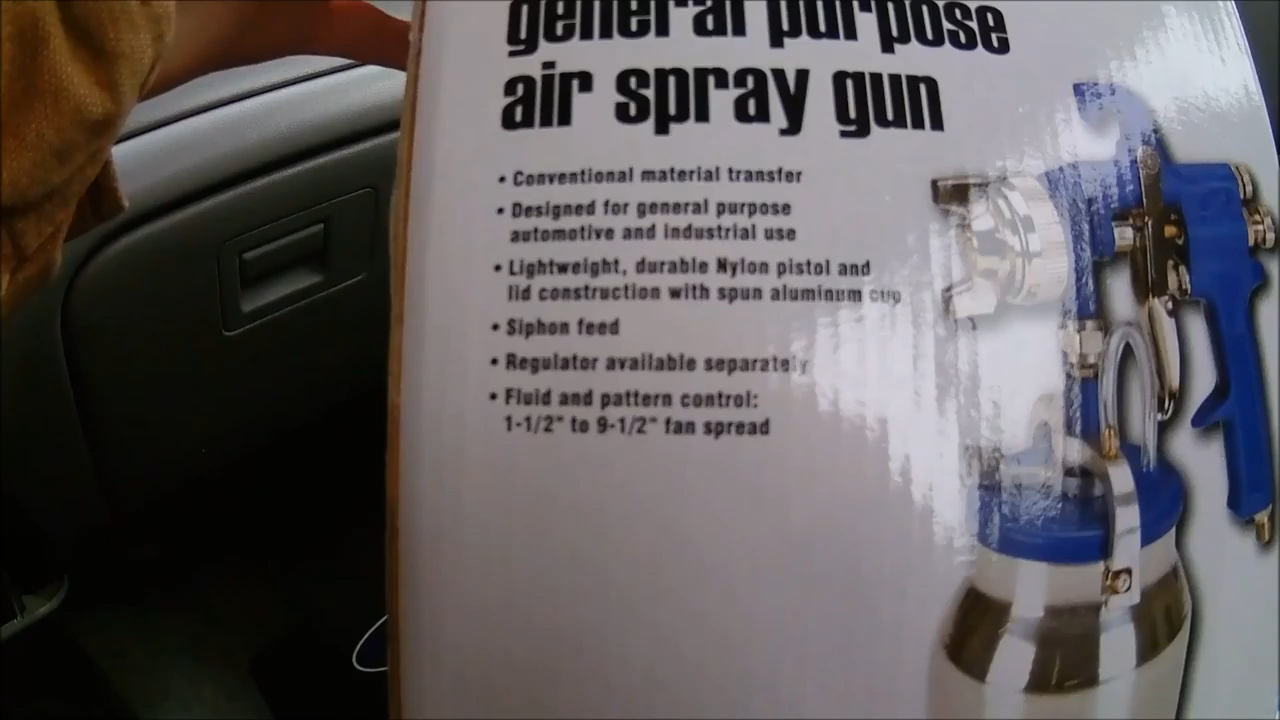 general purpose
air spray gun
• Conventional material transfer
• Designed for general purpose
automotive and industrial use
• Lightweight, durable Nylon pistol and
lid construction with spun aluminum cup
• Siphon feed
• Regulator available separately
• Fluid and pattern control:
1-1/2" to 9-1/2" fan spread